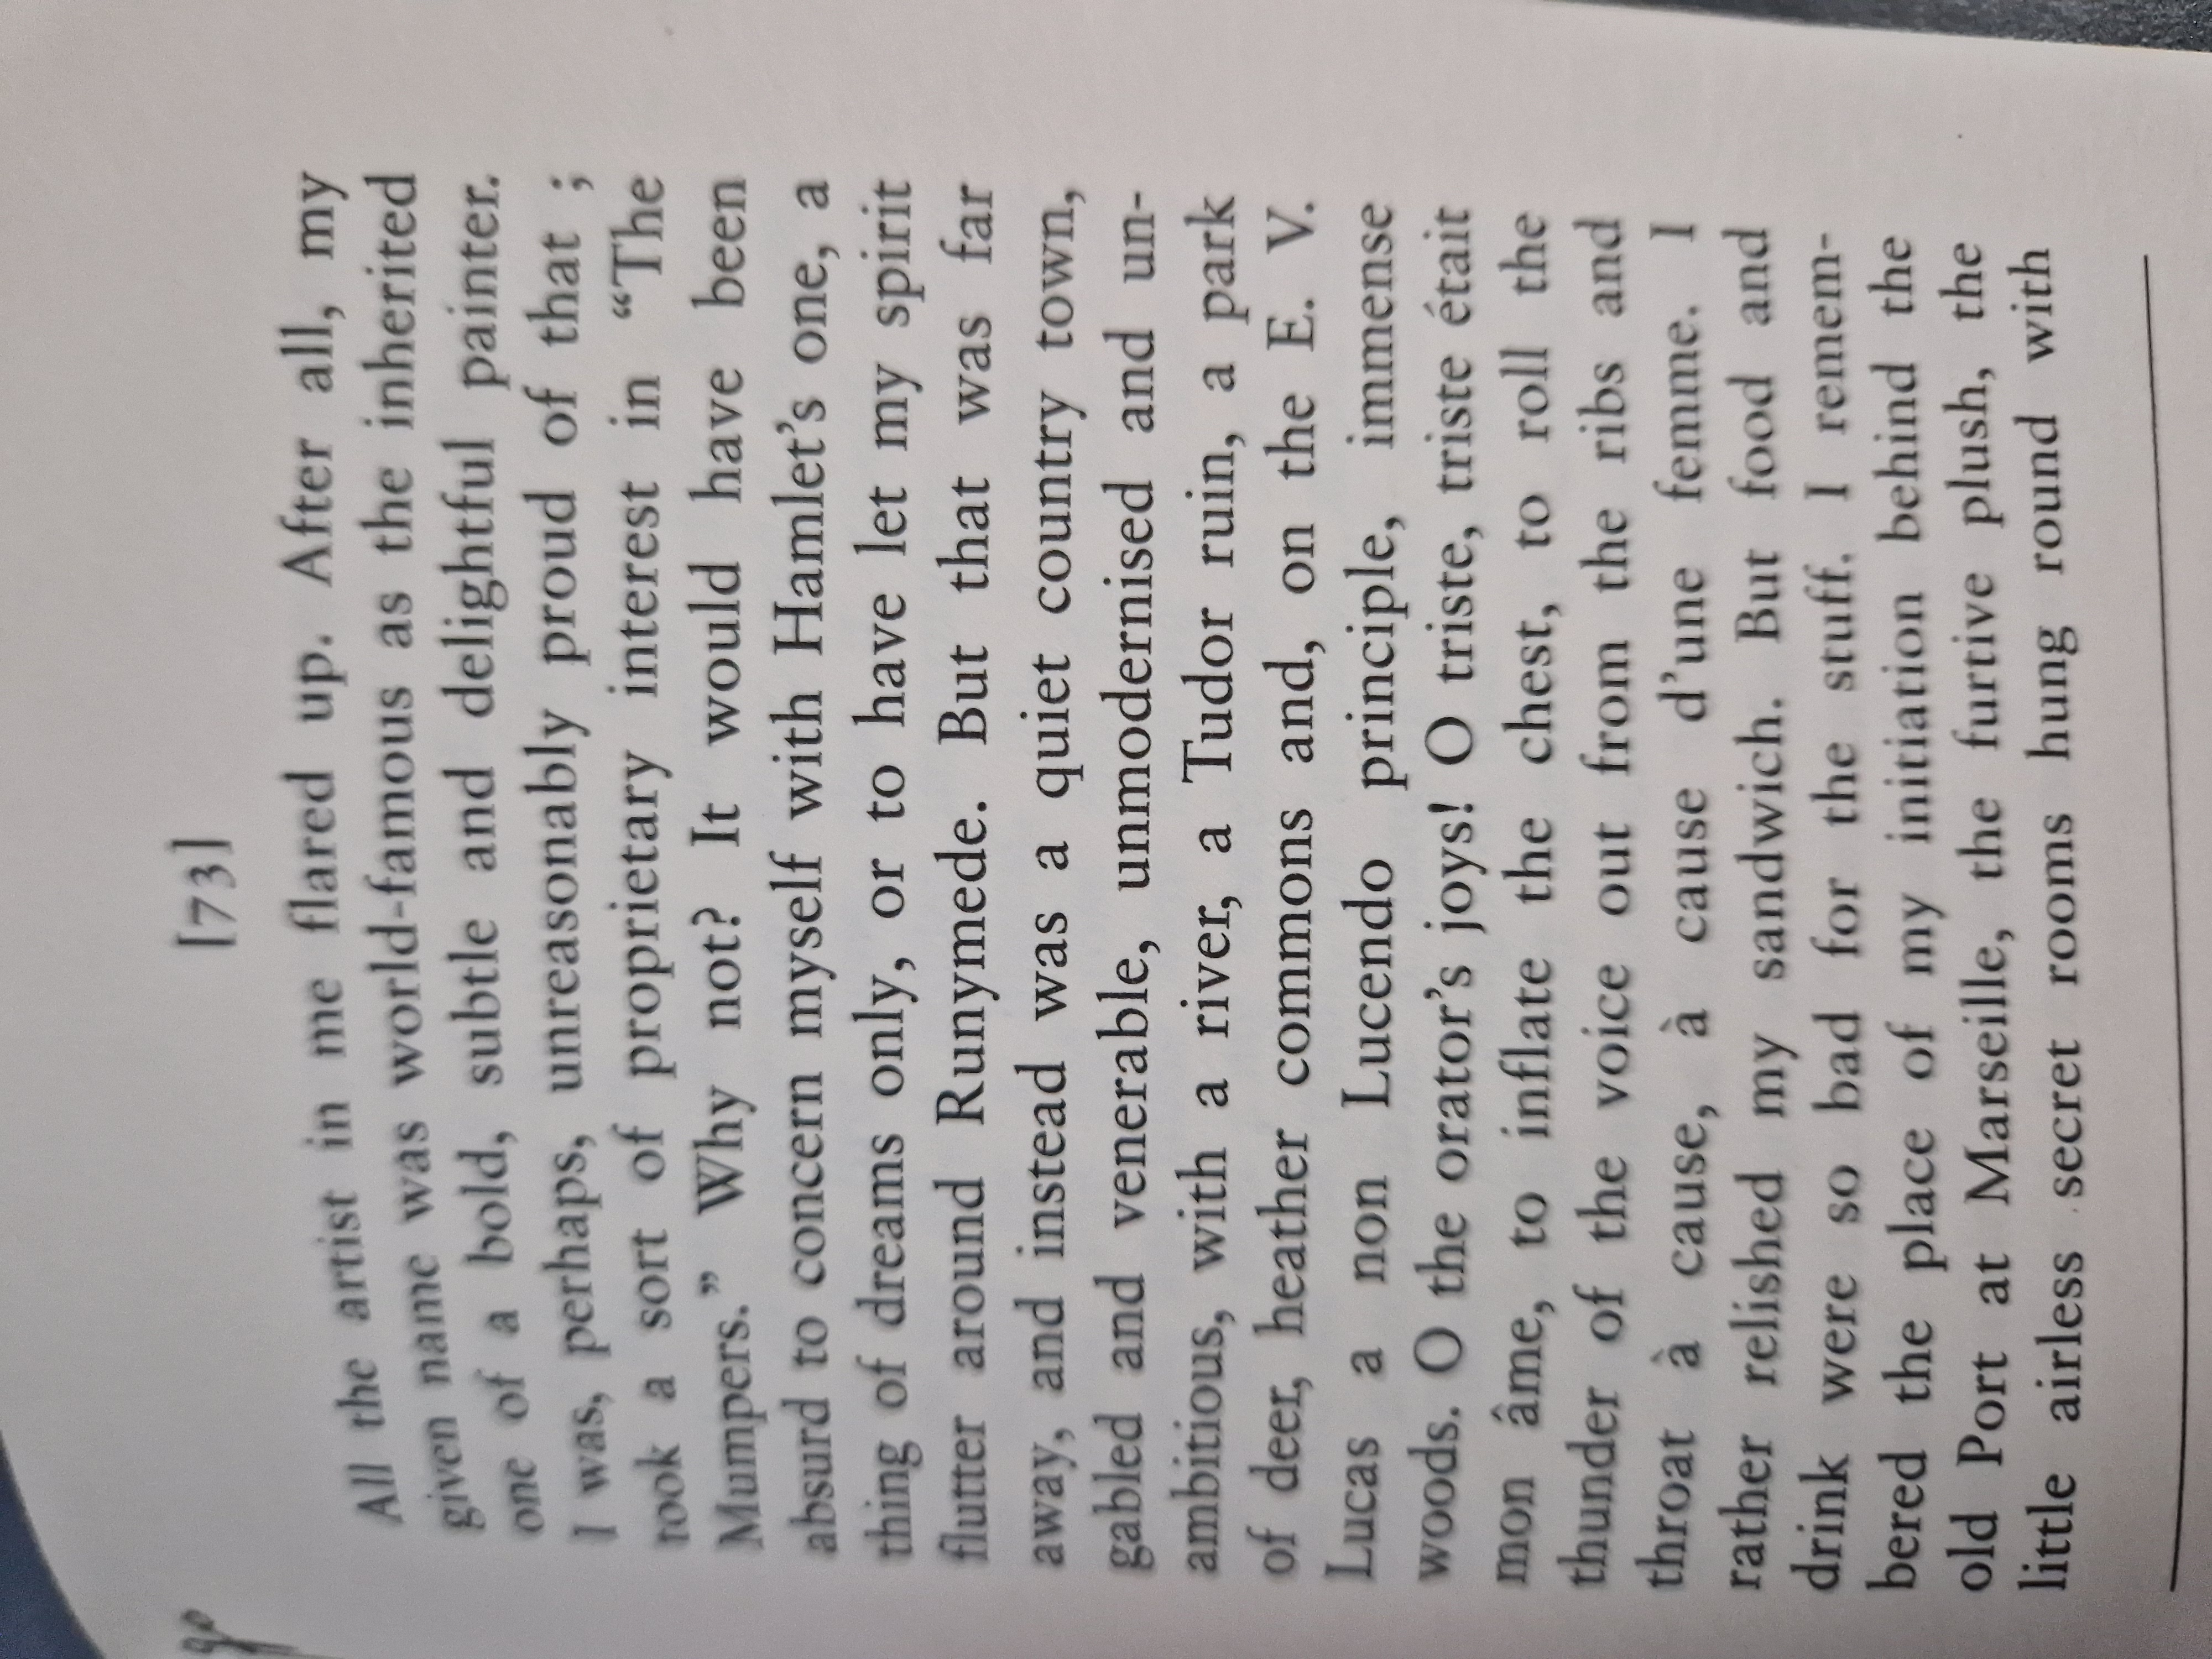 [73]
All the artist in me flared up. After all, my
given name was world-famous as the inherited
one of a bold, subtle and delightful painter.
I was, perhaps, unreasonably proud of that ;
took a sort of proprietary interest in “The
Mumpers.” Why not? It would have been
absurd to concern myself with Hamlet’s one, a
thing of dreams only, or to have let my spirit
flutter around Runymede. But that was far
away, and instead was a quiet country town,
gabled and venerable, unmodernised and un-
ambitious, with a river, a Tudor ruin, a park
of deer, heather commons and, on the E. V.
Lucas a non Lucendo principle, immense
woods. O the orator’s joys! O triste, triste était
mon âme, to inflate the chest, to roll the
thunder of the voice out from the ribs and
throat à cause, à cause d’une femme. I
rather relished my sandwich. But food and
drink were so bad for the stuff. I remem-
bered the place of my initiation behind the
old Port at Marseille, the furtive plush, the
little airless secret rooms hung round with